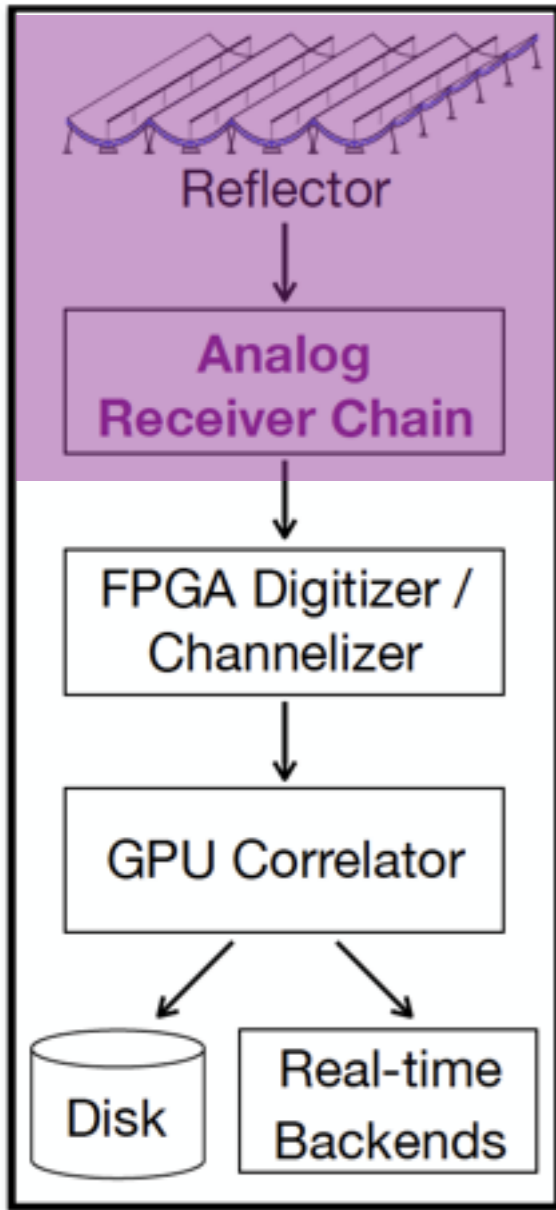 Reflector
Analog
Receiver Chain
FPGA Digitizer /
Channelizer
GPU Correlator
Disk
Real-time
Backends